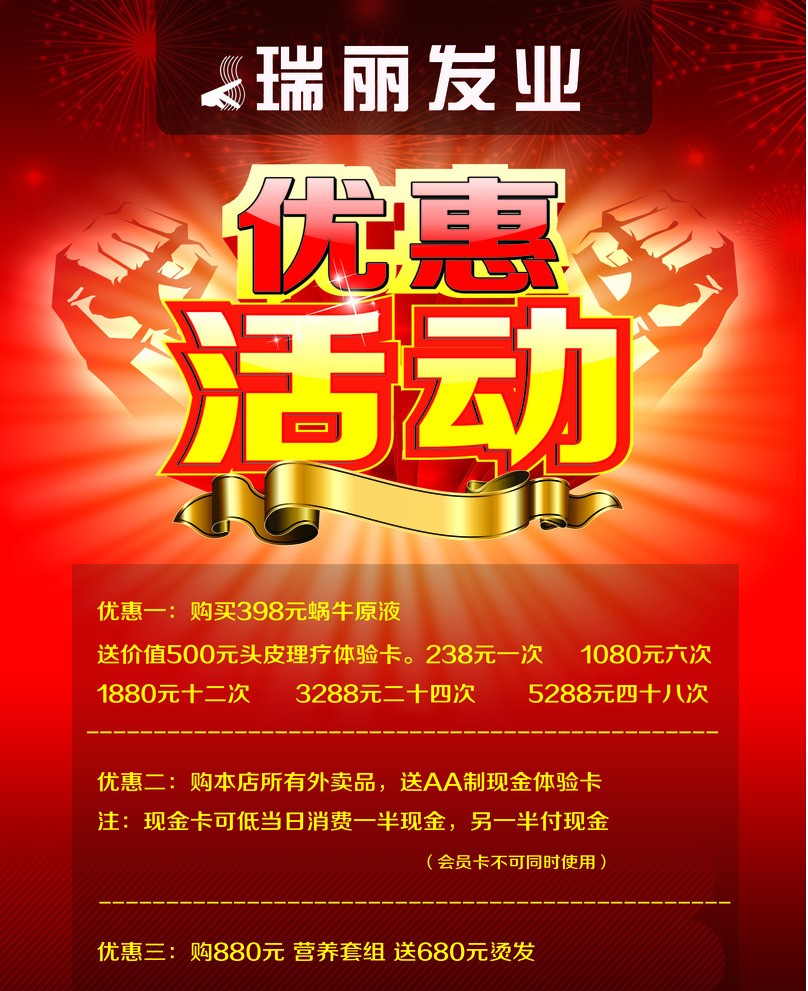 瑞丽发业
优惠
活动
优惠一：购买398元蜗牛原液
送价值500元头皮理疗体验卡。238元一次 1080元六次
1880元十二次 3288元二十四次 5288元四十八次
优惠二：购本店所有外卖品，送AA制现金体验卡
注：现金卡可低当日消费一半现金，另一半付现金
（会员卡不可同时使用）
优惠三：购880元 营养套组 送680元烫发